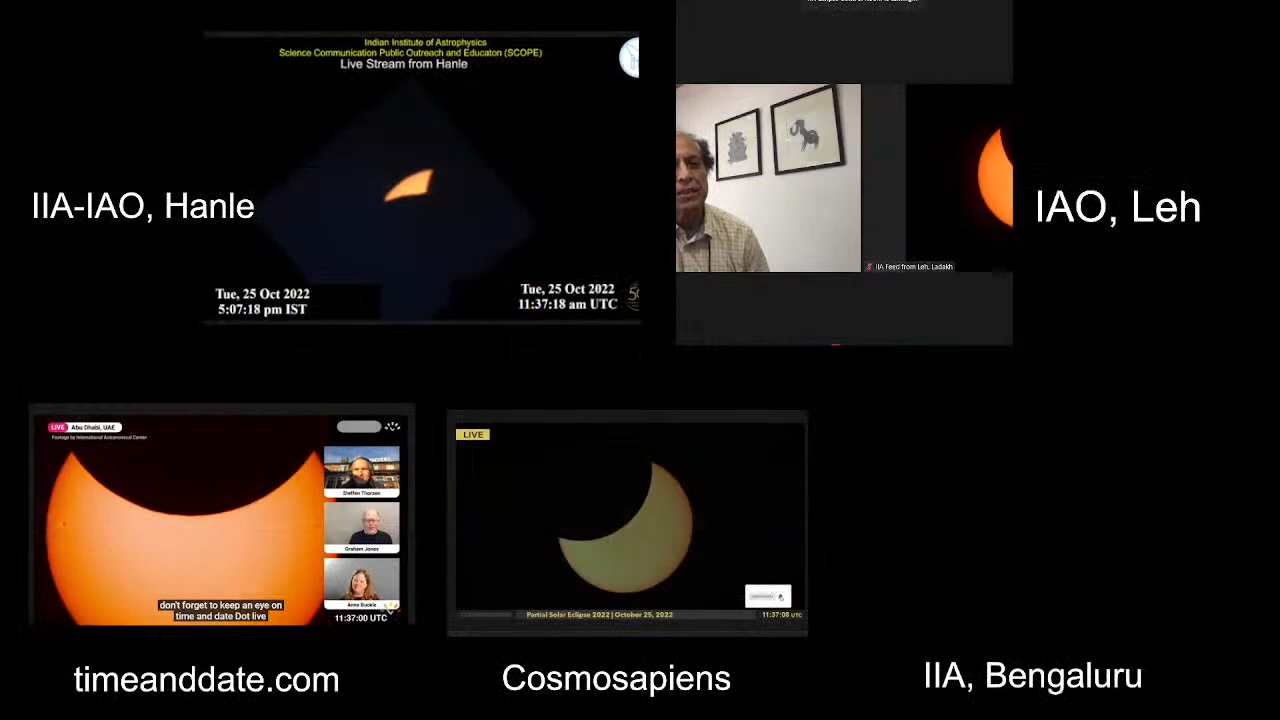 Indian Institute of Astrophysics
Science Communication Public Outreach and Educaton (SCOPE)
Live Stream from Hanle
IIA-IAO, Hanle
Tue, 25 Oct 2022
5:07:18 pm IST
Tue, 25 Oct 2022
11:37:18 am UTC
IIA Feed from Leh, Ladakh
IAO, Leh
LIVE Abu Dhabi, UAE
Footage by International Astronomical Center
Steffen Thorsen
Graham Jones
Anne Buckle
don't forget to keep an eye on
time and date Dot live
11:37:00 UTC
timeanddate.com
LIVE
Partial Solar Eclipse 2022 | October 25, 2022
11:37:08 UTC
Cosmosapiens
IIA, Bengaluru